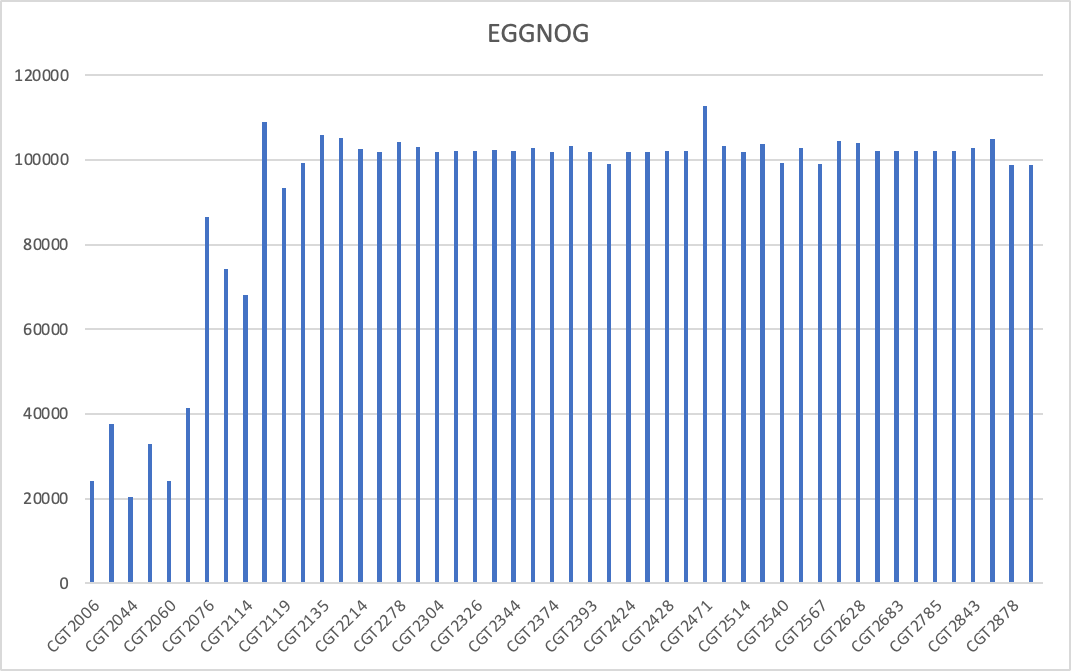 EGGNOG
120000
100000
80000
60000
40000
20000
0
CGT2006
CGT2044
CGT2060
CGT2076
CGT2114
CGT2119
CGT2135
CGT2214
CGT2278
CGT2304
CGT2326
CGT2344
CGT2374
CGT2393
CGT2424
CGT2428
CGT2471
CGT2514
CGT2540
CGT2567
CGT2628
CGT2683
CGT2785
CGT2843
CGT2878